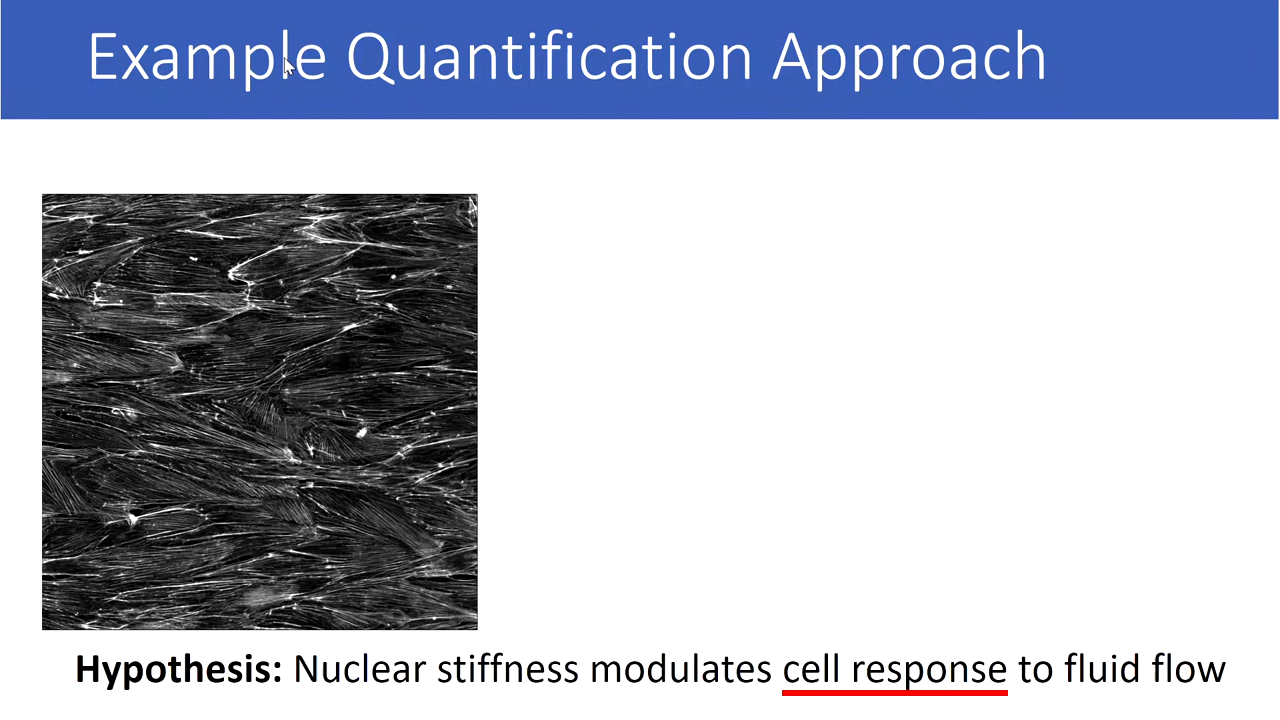 Example Quantification Approach
Hypothesis: Nuclear stiffness modulates cell response to fluid flow